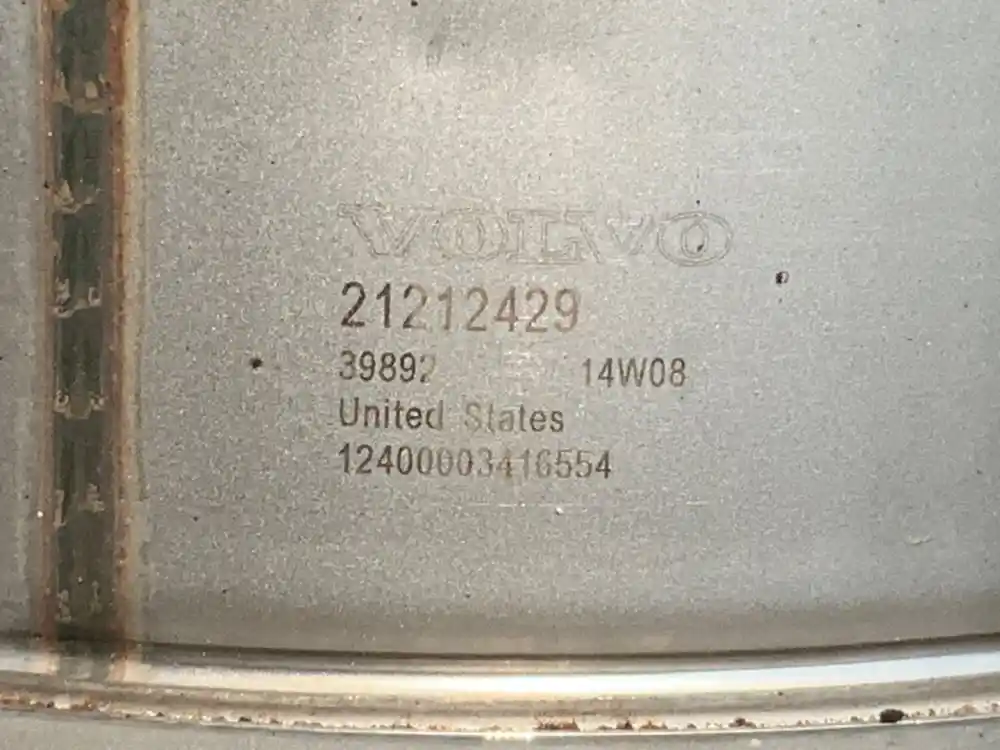 VOLVO
21212429
39892 14W08
United States
12400003416554